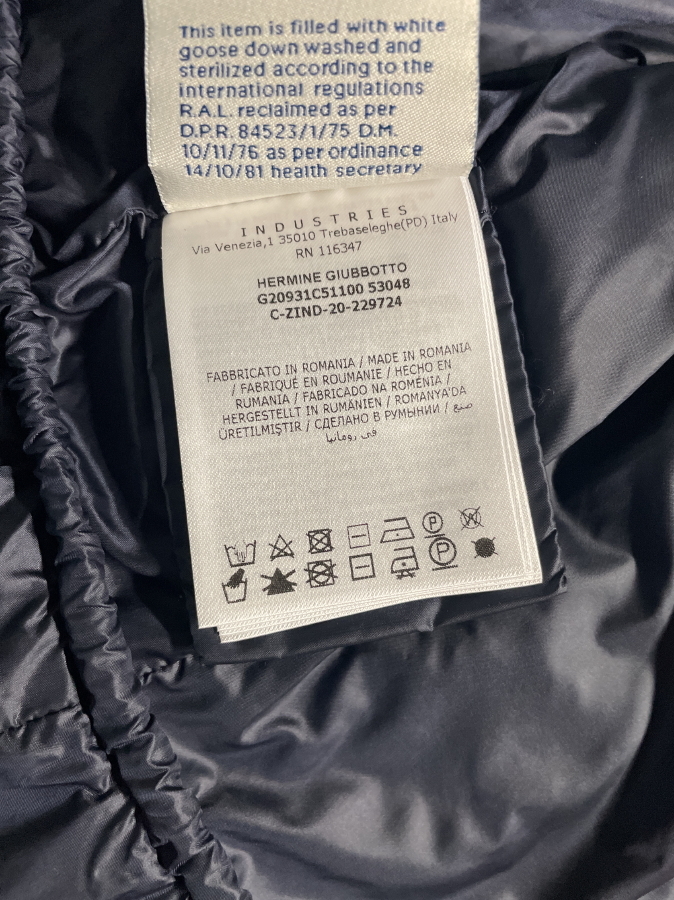 This item is filled with white
goose down washed and
sterilized according to the
international regulations
R.A.L. reclaimed as per
D.P.R. 84523/1/75 D.M.
10/11/76 as per ordinance
14/10/81 health secretary
INDUSTRIES
Via Venezia,1 35010 Trebaseleghe(PD) Italy
RN 116347
HERMINE GIUBBOTTO
G20931C51100 53048
C-ZIND-20-229724
FABBRICATO IN ROMANIA / MADE IN ROMANIA
/ FABRIQUÉ EN ROUMANIE / HECHO EN
RUMANIA / FABRICADO NA ROMÉNIA /
HERGESTELLT IN RUMÄNIEN / ROMANYA'DA
ÜRETILMIŞTIR / СДЕЛАНО В РУМЫНИИ / صنع
في رومانيا
P W
P